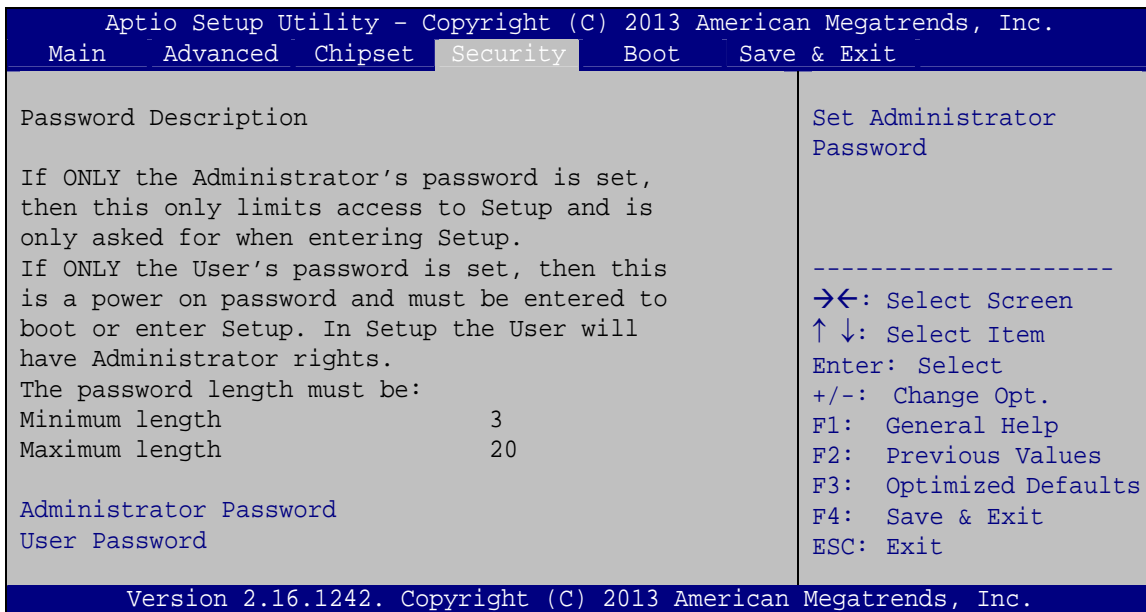 Aptio Setup Utility – Copyright (C) 2013 American Megatrends, Inc.
Main Advanced Chipset Security Boot Save & Exit
Password Description
If ONLY the Administrator's password is set,
then this only limits access to Setup and is
only asked for when entering Setup.
If ONLY the User's password is set, then this
is a power on password and must be entered to
boot or enter Setup. In Setup the User will
have Administrator rights.
The password length must be:
Minimum length 3
Maximum length 20
Administrator Password
User Password
Set Administrator
Password
---------------------
→←: Select Screen
↑ ↓: Select Item
Enter: Select
+/-: Change Opt.
F1: General Help
F2: Previous Values
F3: Optimized Defaults
F4: Save & Exit
ESC: Exit
Version 2.16.1242. Copyright (C) 2013 American Megatrends, Inc.